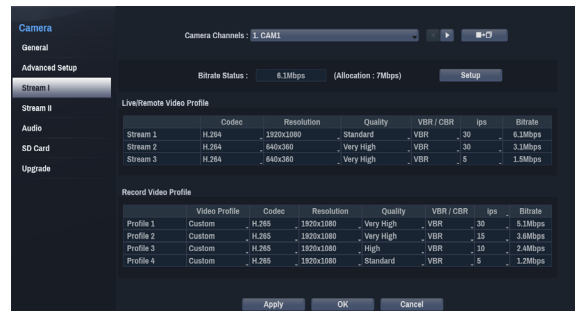 Camera
General
Advanced Setup
Stream I
Stream II
Audio
SD Card
Upgrade
Camera Channels : 1. CAM1
Bitrate Status : 6.1Mbps (Allocation : 7Mbps) Setup
Live/Remote Video Profile
Codec Resolution Quality VBR / CBR ips Bitrate
Stream 1 H.264 1920x1080 Standard VBR 30 6.1Mbps
Stream 2 H.264 640x360 Very High VBR 30 3.1Mbps
Stream 3 H.264 640x360 Very High VBR 5 1.5Mbps
Record Video Profile
Video Profile Codec Resolution Quality VBR / CBR ips Bitrate
Profile 1 Custom H.265 1920x1080 Very High VBR 30 5.1Mbps
Profile 2 Custom H.265 1920x1080 Very High VBR 15 3.6Mbps
Profile 3 Custom H.265 1920x1080 High VBR 10 2.4Mbps
Profile 4 Custom H.265 1920x1080 Standard VBR 5 1.2Mbps
Apply OK Cancel